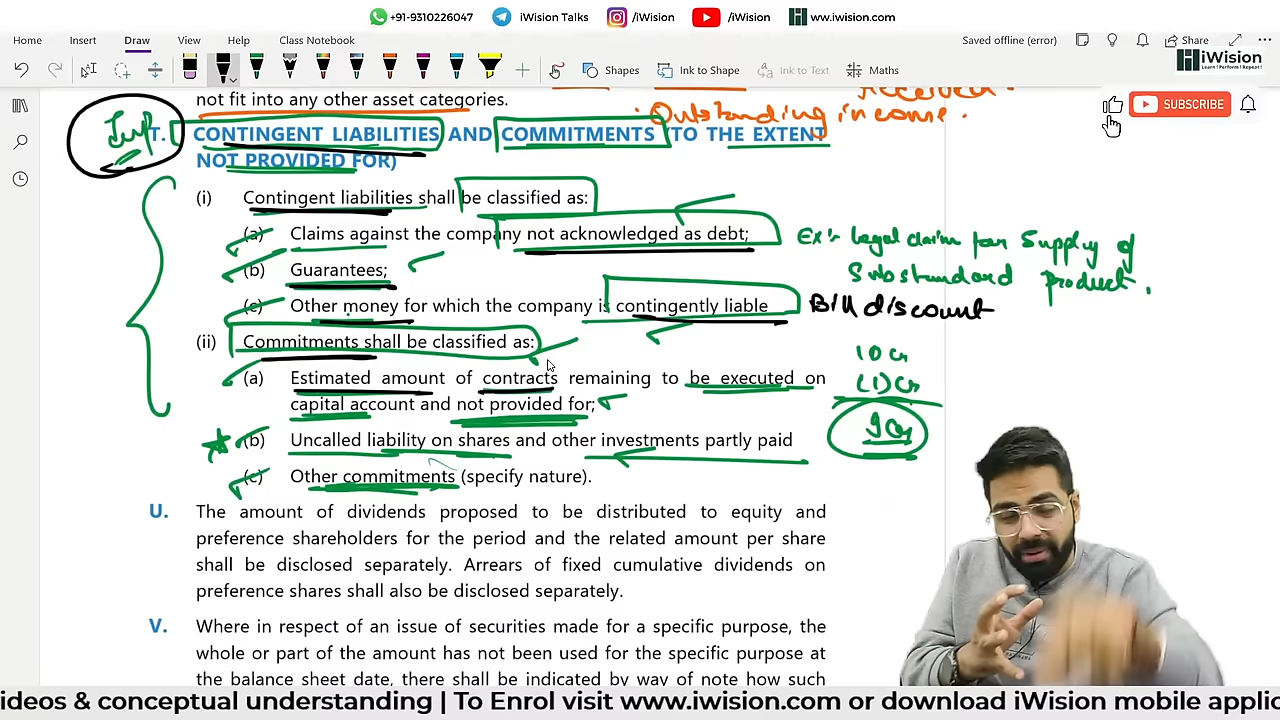 +91-9310226047 iWision Talks /iWision /iWision ww.iwision.com
Home Insert Draw View Help Class Notebook Saved offline (error) Share
Shapes Ink to Shape Ink to Text Maths
iWision
Learn ! Perform ! Repeat !
SUBSCRIBE
not fit into any other asset categories.
Received.
Outstanding income.
Imp
T. CONTINGENT LIABILITIES AND COMMITMENTS (TO THE EXTENT
NOT PROVIDED FOR)
(i) Contingent liabilities shall be classified as:
(a) Claims against the company not acknowledged as debt;
Ex:- legal claim for Supply of
Substandard product.
(b) Guarantees;
(c) Other money for which the company is contingently liable
Bill discount
(ii) Commitments shall be classified as:
10 Cr
(a) Estimated amount of contracts remaining to be executed on
(1) Cr
capital account and not provided for;
9 Cr
(b) Uncalled liability on shares and other investments partly paid
(c) Other commitments (specify nature).
U. The amount of dividends proposed to be distributed to equity and
preference shareholders for the period and the related amount per share
shall be disclosed separately. Arrears of fixed cumulative dividends on
preference shares shall also be disclosed separately.
V. Where in respect of an issue of securities made for a specific purpose, the
whole or part of the amount has not been used for the specific purpose at
the balance sheet date, there shall be indicated by way of note how such
ideos & conceptual understanding | To Enrol visit www.iwision.com or download iWision mobile applic